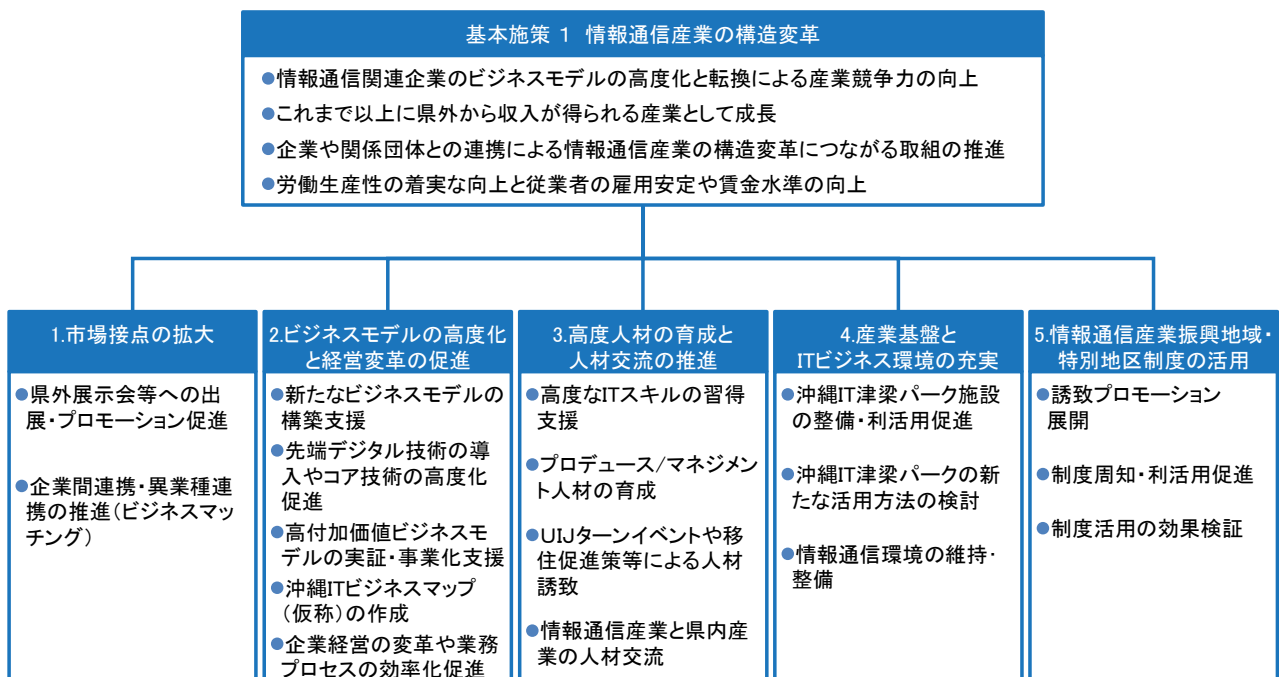 基本施策 1 情報通信産業の構造変革
●情報通信関連企業のビジネスモデルの高度化と転換による産業競争力の向上
●これまで以上に県外から収入が得られる産業として成長
●企業や関係団体との連携による情報通信産業の構造変革につながる取組の推進
●労働生産性の着実な向上と従業者の雇用安定や賃金水準の向上
1.市場接点の拡大
●県外展示会等への出
展・プロモーション促進
●企業間連携・異業種連
携の推進(ビジネスマッ
チング)
2.ビジネスモデルの高度化
と経営変革の促進
●新たなビジネスモデルの
構築支援
●先端デジタル技術の導
入やコア技術の高度化
促進
●高付加価値ビジネスモ
デルの実証・事業化支援
●沖縄ITビジネスマップ
(仮称)の作成
●企業経営の変革や業務
プロセスの効率化促進
3.高度人材の育成と
人材交流の推進
●高度なITスキルの習得
支援
●プロデュース/マネジメン
ト人材の育成
●UIJターンイベントや移
住促進策等による人材
誘致
●情報通信産業と県内産
業の人材交流
4.産業基盤と
ITビジネス環境の充実
●沖縄IT津梁パーク施設
の整備・利活用促進
●沖縄IT津梁パークの新
たな活用方法の検討
●情報通信環境の維持・
整備
5.情報通信産業振興地域・
特別地区制度の活用
●誘致プロモーション
展開
●制度周知・利活用促進
●制度活用の効果検証